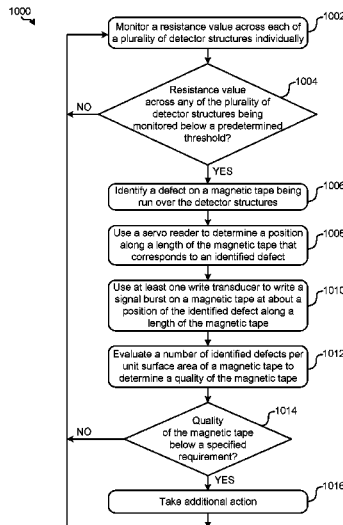 1000
Monitor a resistance value across each of
a plurality of detector structures individually
1002
Resistance value
across any of the plurality of
detector structures being
monitored below a predetermined
threshold?
1004
NO
YES
Identify a defect on a magnetic tape being
run over the detector structures
1006
Use a servo reader to determine a position
along a length of the magnetic tape that
corresponds to an identified defect
1008
Use at least one write transducer to write a
signal burst on a magnetic tape at about a
position of the identified defect along a
length of the magnetic tape
1010
Evaluate a number of identified defects per
unit surface area of a magnetic tape to
determine a quality of the magnetic tape
1012
Quality
of the magnetic tape
below a specified
requirement?
1014
NO
YES
Take additional action
1016